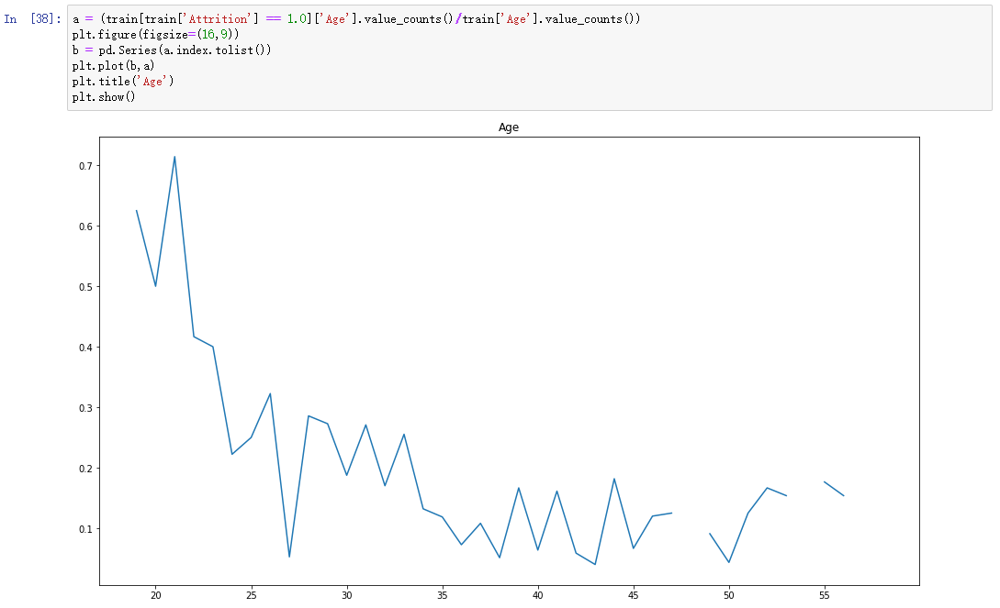 In [38]: a = (train[train['Attrition'] == 1.0]['Age'].value_counts()/train['Age'].value_counts())
plt.figure(figsize=(16,9))
b = pd.Series(a.index.tolist())
plt.plot(b,a)
plt.title('Age')
plt.show()
Age
0.7
0.6
0.5
0.4
0.3
0.2
0.1
20 25 30 35 40 45 50 55